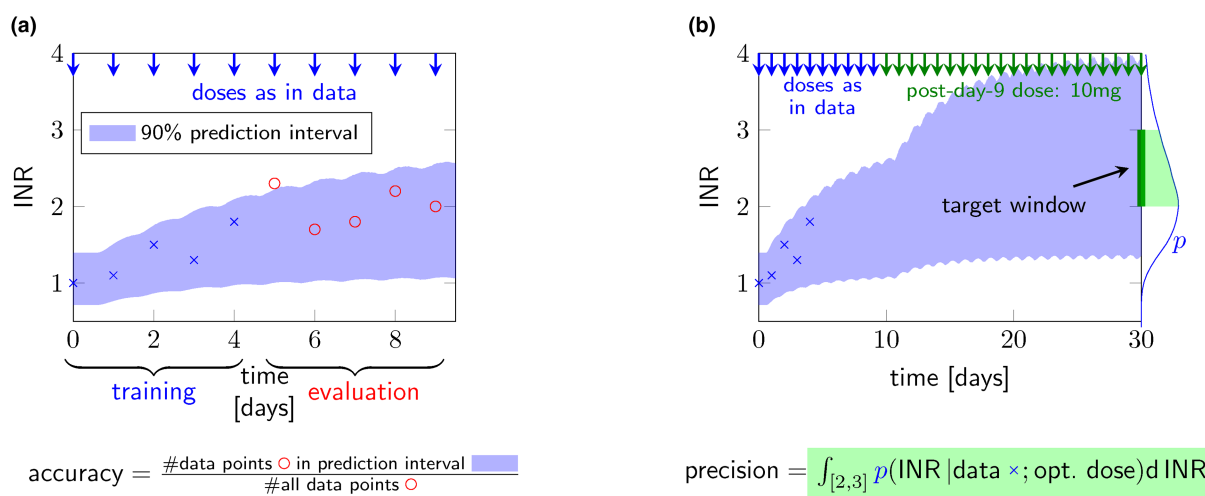 (a)
4
3
2
1
INR
doses as in data
90% prediction interval
0 2 4 6 8
time
[days]
training
evaluation
accuracy = #data points ○ in prediction interval
#all data points ○
(b)
4
3
2
1
INR
doses as
in data
post-day-9 dose: 10mg
target window
p
0 10 20 30
time [days]
precision = ∫[2,3] p(INR |data ×; opt. dose)d INR